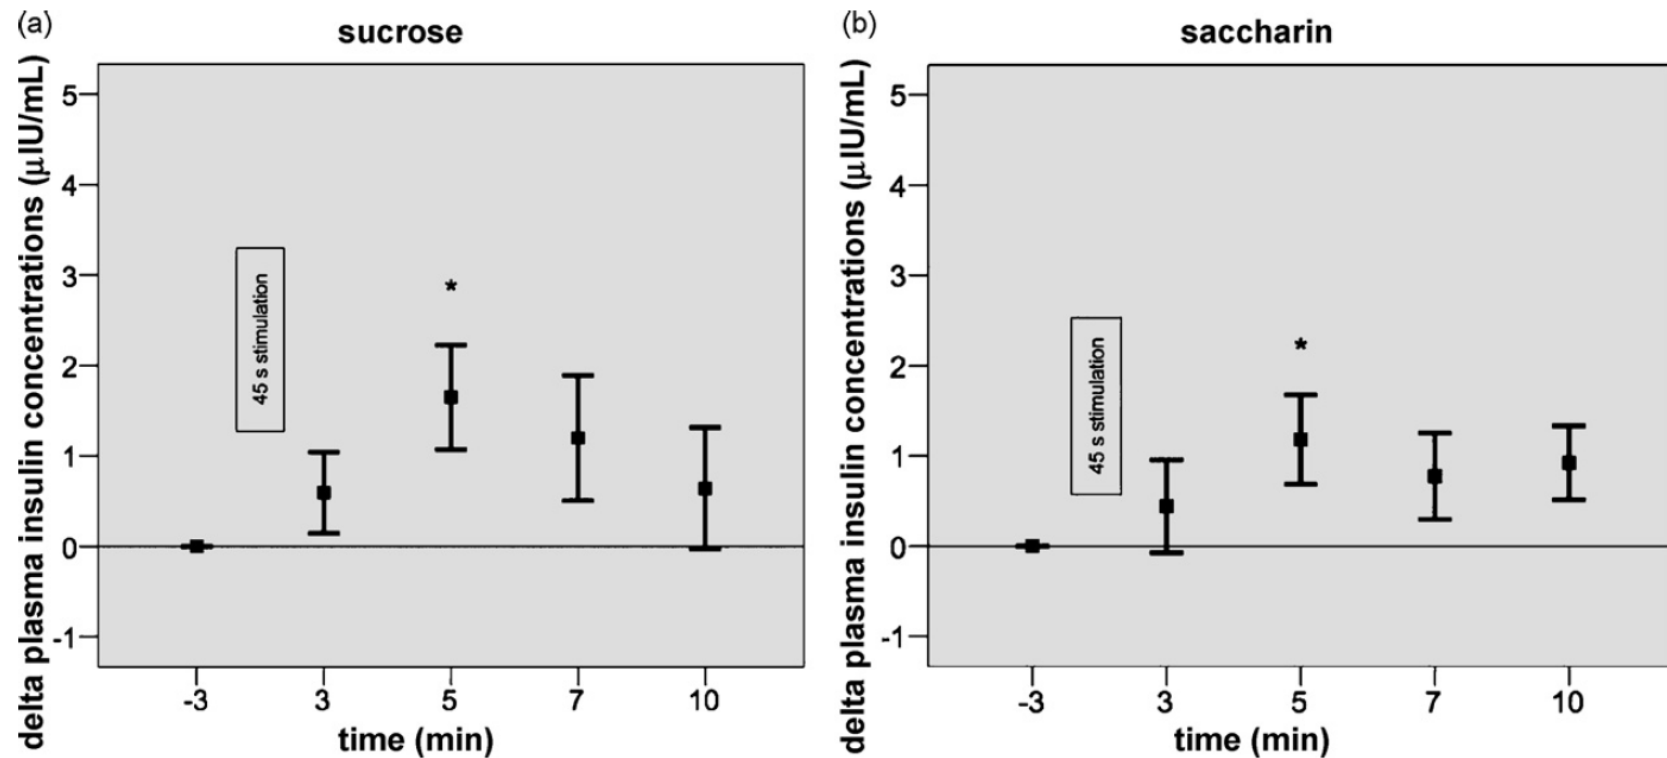 (a)
sucrose
delta plasma insulin concentrations (μIU/mL)
5
4
3
2
1
0
-1
45 s stimulation
*
-3 3 5 7 10
time (min)
(b)
saccharin
delta plasma insulin concentrations (μIU/mL)
5
4
3
2
1
0
-1
45 s stimulation
*
-3 3 5 7 10
time (min)